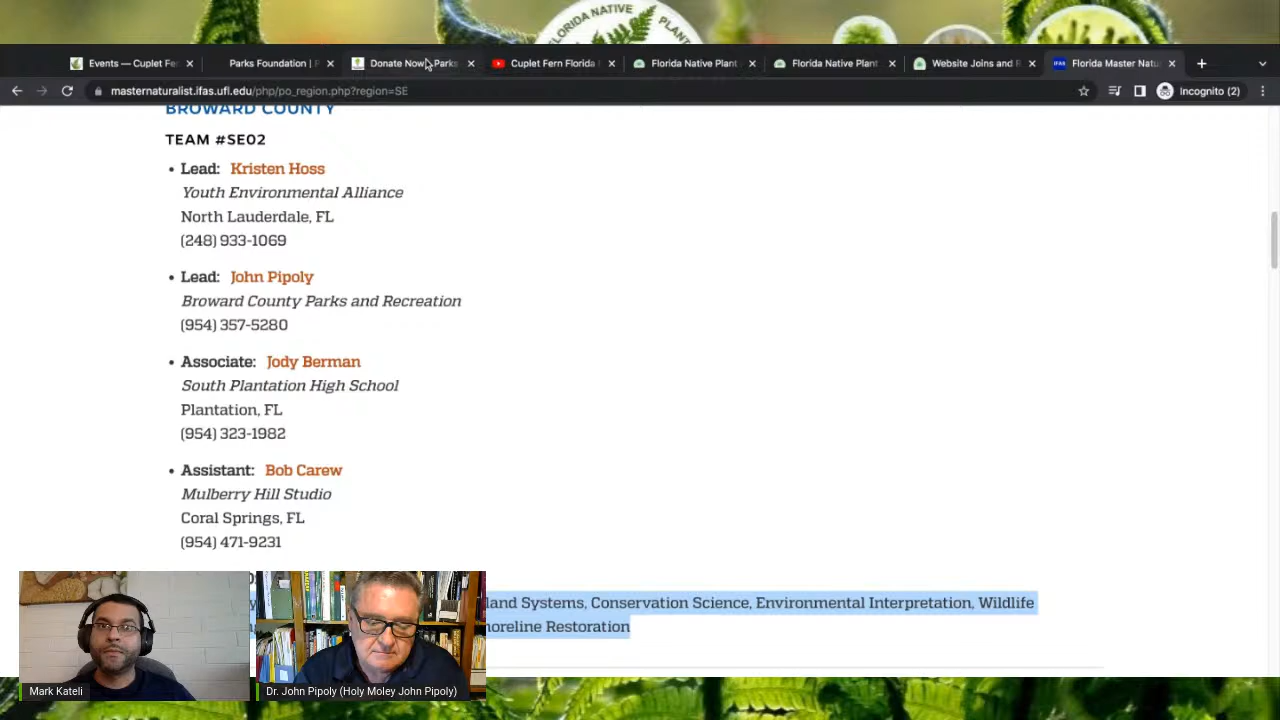 FLORIDA NATIVE PLANT
Events — Cuplet Fe
Parks Foundation |
Donate Now
Parks
Cuplet Fern Florida
Florida Native Plant
Florida Native Plant
Website Joins and R
IFAS
Florida Master Natu
masternaturalist.ifas.ufl.edu/php/po_region.php?region=SE
Incognito (2)
BROWARD COUNTY
TEAM #SE02
• Lead: Kristen Hoss
Youth Environmental Alliance
North Lauderdale, FL
(248) 933-1069
• Lead: John Pipoly
Broward County Parks and Recreation
(954) 357-5280
• Associate: Jody Berman
South Plantation High School
Plantation, FL
(954) 323-1982
• Assistant: Bob Carew
Mulberry Hill Studio
Coral Springs, FL
(954) 471-9231
land Systems, Conservation Science, Environmental Interpretation, Wildlife
horeline Restoration
Mark Kateli
Dr. John Pipoly (Holy Moley John Pipoly)